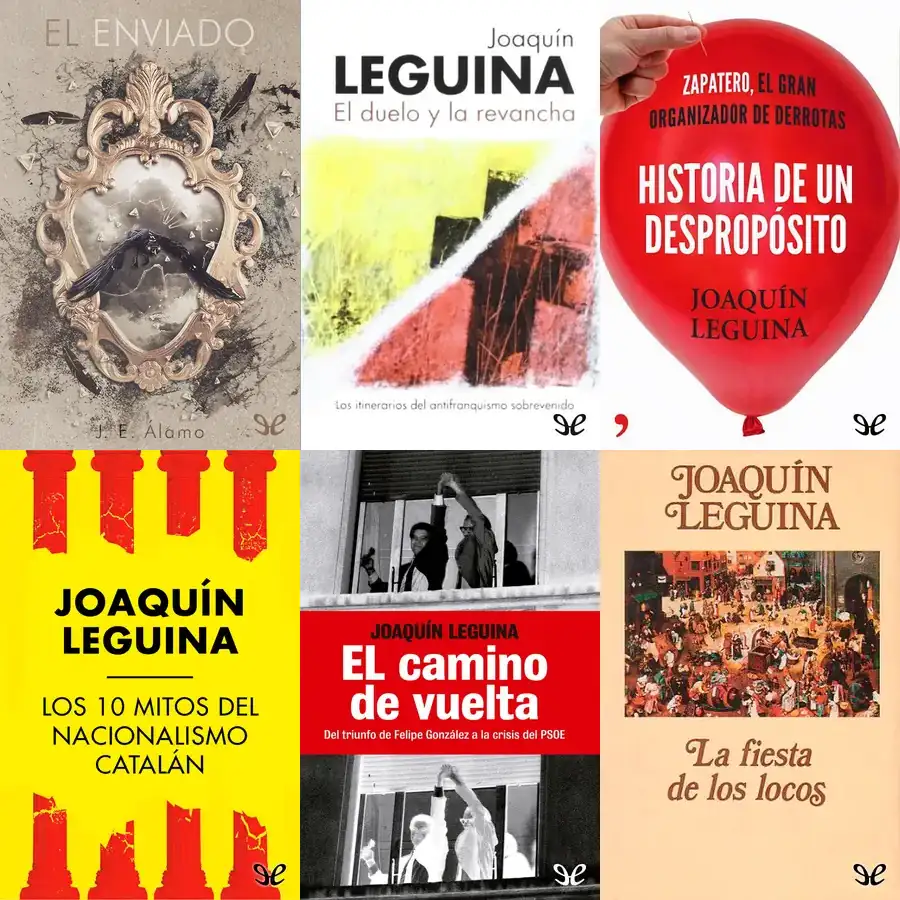 EL ENVIADO
J. E. Álamo
Joaquín
LEGUINA
El duelo y la revancha
Los itinerarios del antifranquismo sobrevenido
ZAPATERO, EL GRAN
ORGANIZADOR DE DERROTAS
HISTORIA DE UN
DESPROPÓSITO
JOAQUÍN
LEGUINA
JOAQUÍN
LEGUINA
LOS 10 MITOS DEL
NACIONALISMO
CATALÁN
JOAQUÍN LEGUINA
EL camino
de vuelta
Del triunfo de Felipe González a la crisis del PSOE
JOAQUÍN
LEGUINA
La fiesta
de los locos